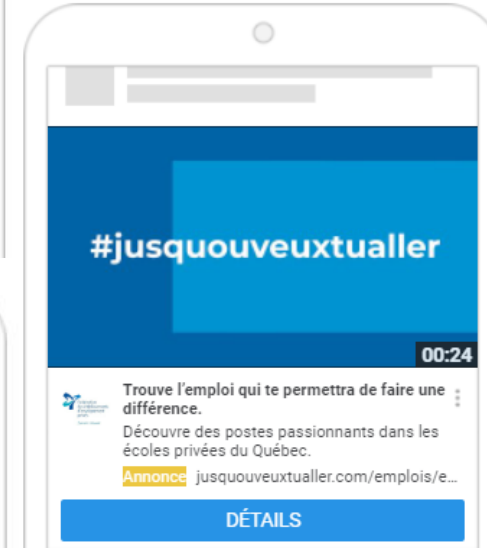 #jusquouveuxtualler
00:24
Trouve l'emploi qui te permettra de faire une
différence.
Découvre des postes passionnants dans les
écoles privées du Québec.
Annonce jusquouveuxtualler.com/emplois/e...
DÉTAILS